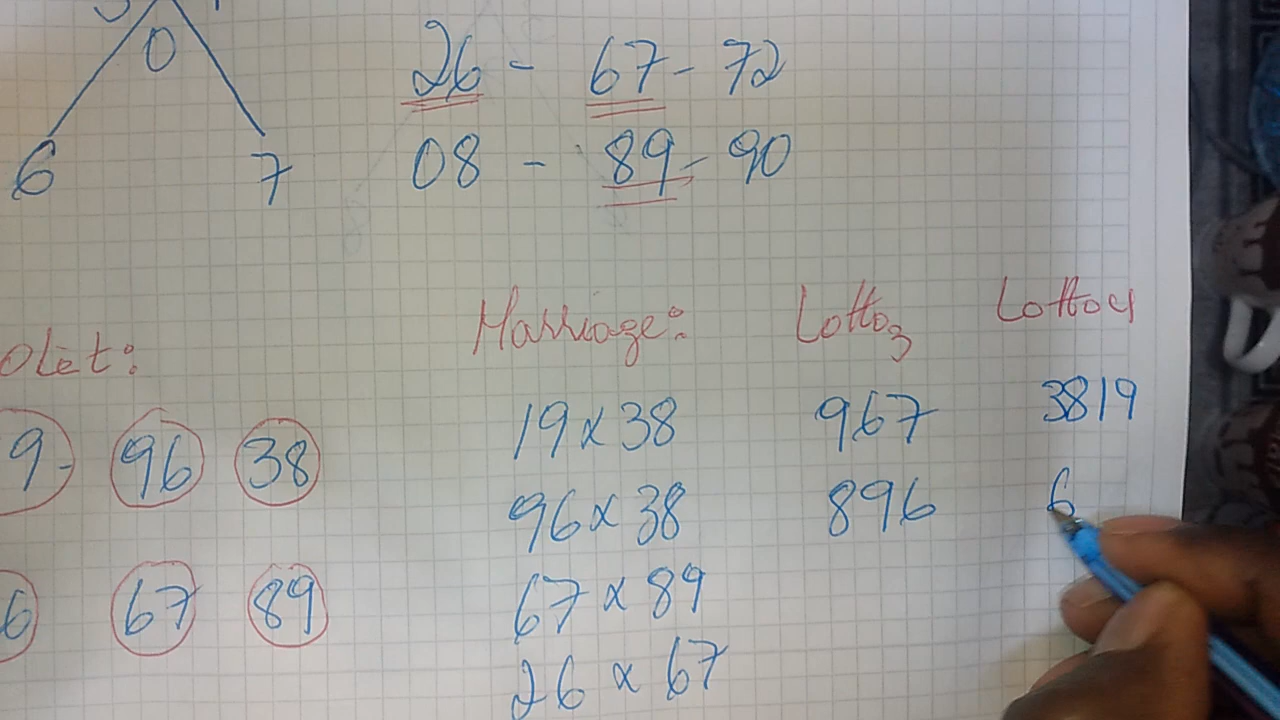 0
6 7
26 - 67 - 72
08 - 89 - 90
olèt: Marriage: Lotto3 Lotto4
9- 96 38
19 x 38 967 3819
96 x 38 896 6
6 67 89
67 x 89
26 x 67